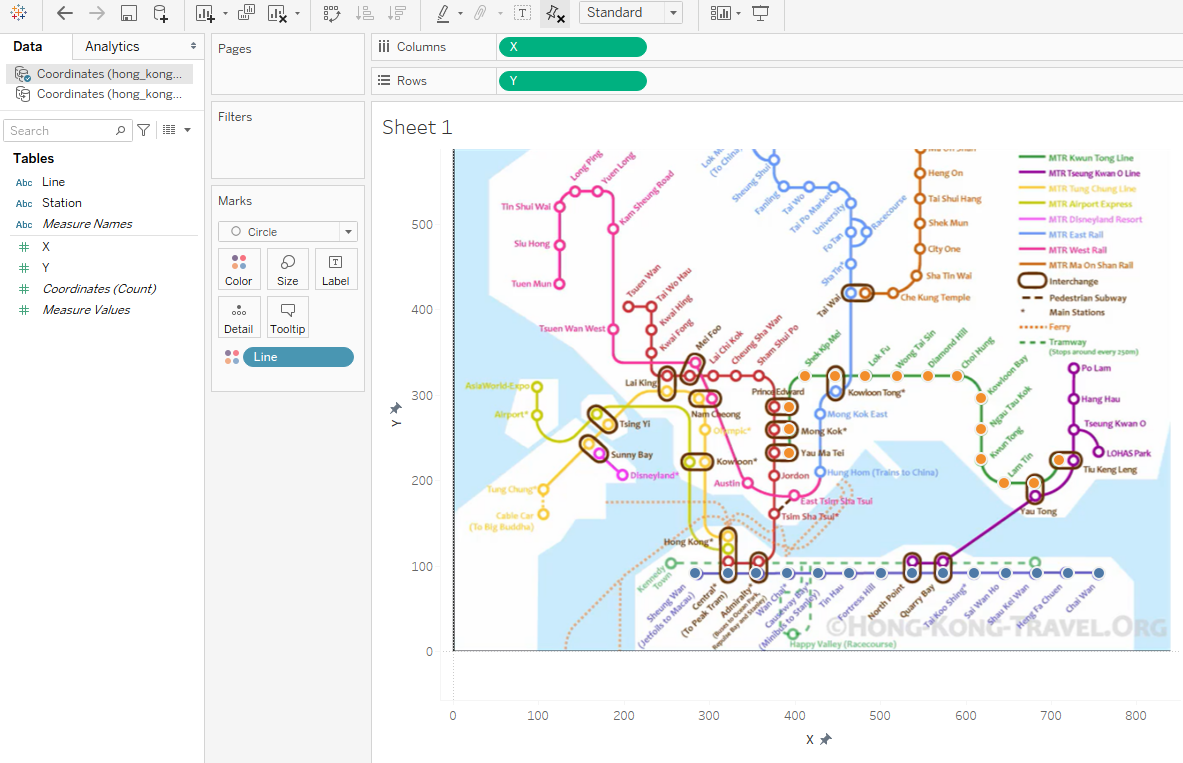 Standard
Data
Analytics
Coordinates (hong_kong...
Coordinates (hong_kong...
Search
Tables
Abc Line
Abc Station
Abc Measure Names
X
Y
Coordinates (Count)
Measure Values
Pages
Filters
Marks
Circle
Color
Size
Label
Detail
Tooltip
Line
Columns
X
Rows
Y
Sheet 1
500
400
300
200
100
0
Y
0
100
200
300
400
500
600
700
800
X
Long Ping
Yuen Long
Tin Shui Wai
Kam Sheung Road
Siu Hong
Tuen Mun
Tsuen Wan West
Tsuen Wan
Tai Wo Hau
Kwai Hing
Kwai Fong
Mei Foo
Lai Chi Kok
Cheung Sha Wan
Sham Shui Po
Lai King
(To China)
Sheung Shui
Fanling
Tai Wo
Tai Po Market
University
Racecourse
Fo Tan
Sha Tin*
Tai Wai
Ma On Shan
Heng On
Tai Shui Hang
Shek Mun
City One
Sha Tin Wai
Che Kung Temple
MTR Kwun Tong Line
MTR Tseung Kwan O Line
MTR Tung Chung Line
MTR Airport Express
MTR Disneyland Resort
MTR East Rail
MTR West Rail
MTR Ma On Shan Rail
Interchange
Pedestrian Subway
* Main Stations
Ferry
Tramway
(Stops around every 250m)
Shek Kip Mei
Lok Fu
Wong Tai Sin
Diamond Hill
Choi Hung
Kowloon Bay
Ngau Tau Kok
Kwun Tong
Lam Tin
Po Lam
Hang Hau
Tseung Kwan O
LOHAS Park
Tiu Keng Leng
Yau Tong
AsiaWorld-Expo
Airport*
Tsing Yi
Sunny Bay
Disneyland*
Tung Chung*
Cable Car
(To Big Buddha)
Nam Cheong
Olympic*
Kowloon*
Austin
Prince Edward
Kowloon Tong*
Mong Kok East
Mong Kok*
Yau Ma Tei
Jordon
Hung Hom (Trains to China)
East Tsim Sha Tsui
Tsim Sha Tsui*
Hong Kong*
Kennedy
Town
Sheung Wan
(Jetfoils to Macau)
Central*
(To Peak Tram)
Admiralty*
(Buses to Ocean Park,
Repulse Bay and Stanley)
Wan Chai*
Causeway Bay*
(Minibus to Stanley)
Tin Hau
Fortress Hill
North Point
Quarry Bay
Tai Koo Shing*
Sai Wan Ho
Shau Kei Wan
Heng Fa Chuen
Chai Wan
Happy Valley (Racecourse)
©Hong-Kong-Travel.Org